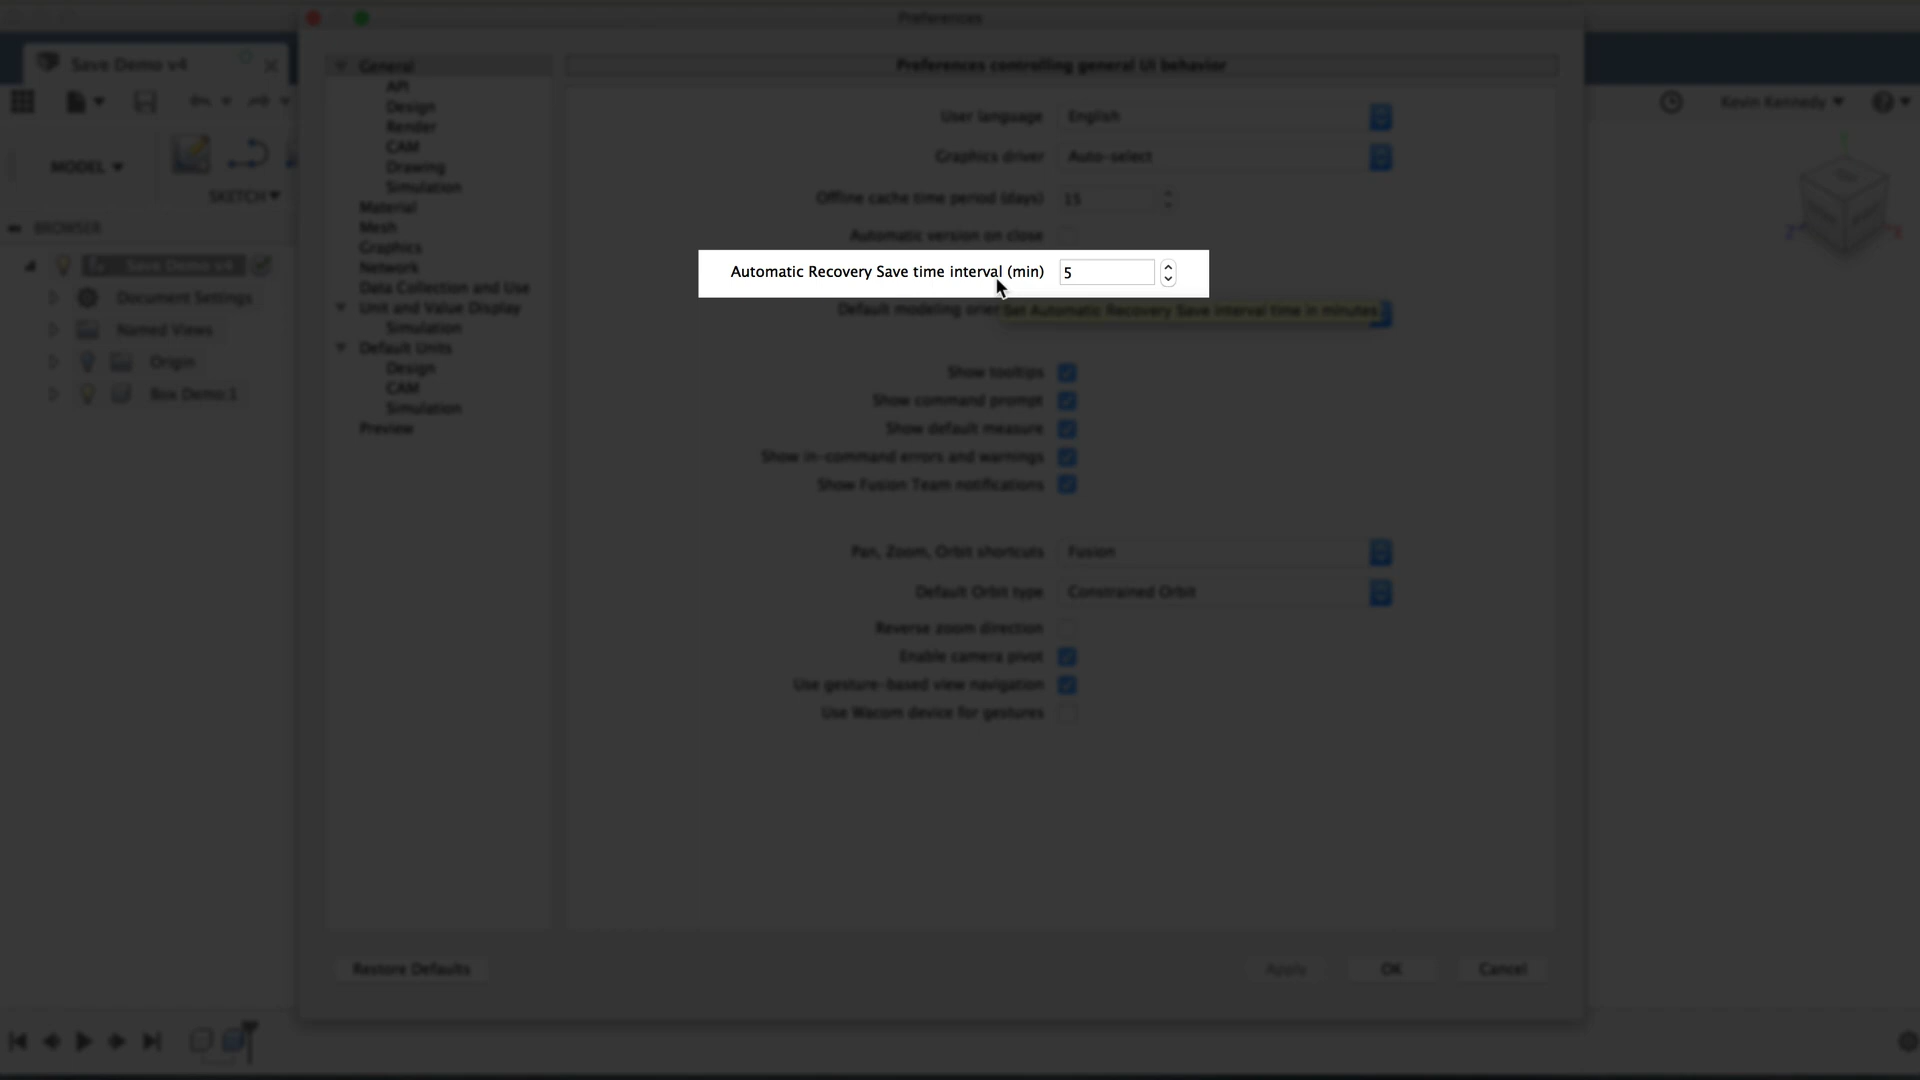 Preferences
Save Demo v4
General
API
Design
Render
CAM
Drawing
Simulation
Material
Mesh
Graphics
Network
Data Collection and Use
Unit and Value Display
Simulation
Default Units
Design
CAM
Simulation
Preview
Preferences controlling general UI behavior
User language English
Graphics driver Auto-select
Offline cache time period (days) 15
Automatic version on close
Automatic Recovery Save time interval (min) 5
Default modeling orien
Set Automatic Recovery Save interval time in minutes.
Show tooltips
Show command prompt
Show default measure
Show in-command errors and warnings
Show Fusion Team notifications
Pan, Zoom, Orbit shortcuts Fusion
Default Orbit type Constrained Orbit
Reverse zoom direction
Enable camera pivot
Use gesture-based view navigation
Use Wacom device for gestures
Restore Defaults
Apply
OK
Cancel
MODEL
SKETCH
BROWSER
Save Demo v4
Document Settings
Named Views
Origin
Box Demo:1
Kevin Kennedy